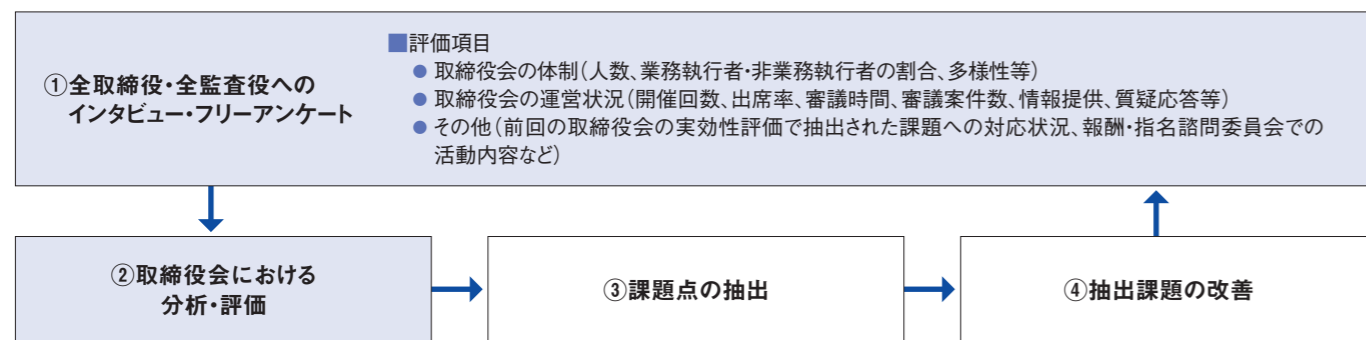 ①全取締役・全監査役への
インタビュー・フリーアンケート
■評価項目
● 取締役会の体制(人数、業務執行者・非業務執行者の割合、多様性等)
● 取締役会の運営状況(開催回数、出席率、審議時間、審議案件数、情報提供、質疑応答等)
● その他(前回の取締役会の実効性評価で抽出された課題への対応状況、報酬・指名諮問委員会での
活動内容など)
②取締役会における
分析・評価
③課題点の抽出
④抽出課題の改善